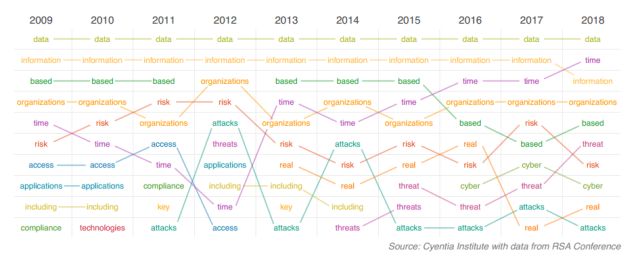 2009 2010 2011 2012 2013 2014 2015 2016 2017 2018
data data data data data data data data data data
information information information information information information information information information time
based based based organizations based based based time time information
organizations organizations risk risk time organizations time organizations organizations organizations
time risk organizations attacks organizations time organizations based risk based
risk time access threats risk attacks risk real based threat
access access time applications real risk real risk cyber risk
applications applications compliance including including real threat cyber threat cyber
including including key time key including threats threat attacks real
compliance technologies attacks access attacks threats attacks attacks real attacks
Source: Cyentia Institute with data from RSA Conference